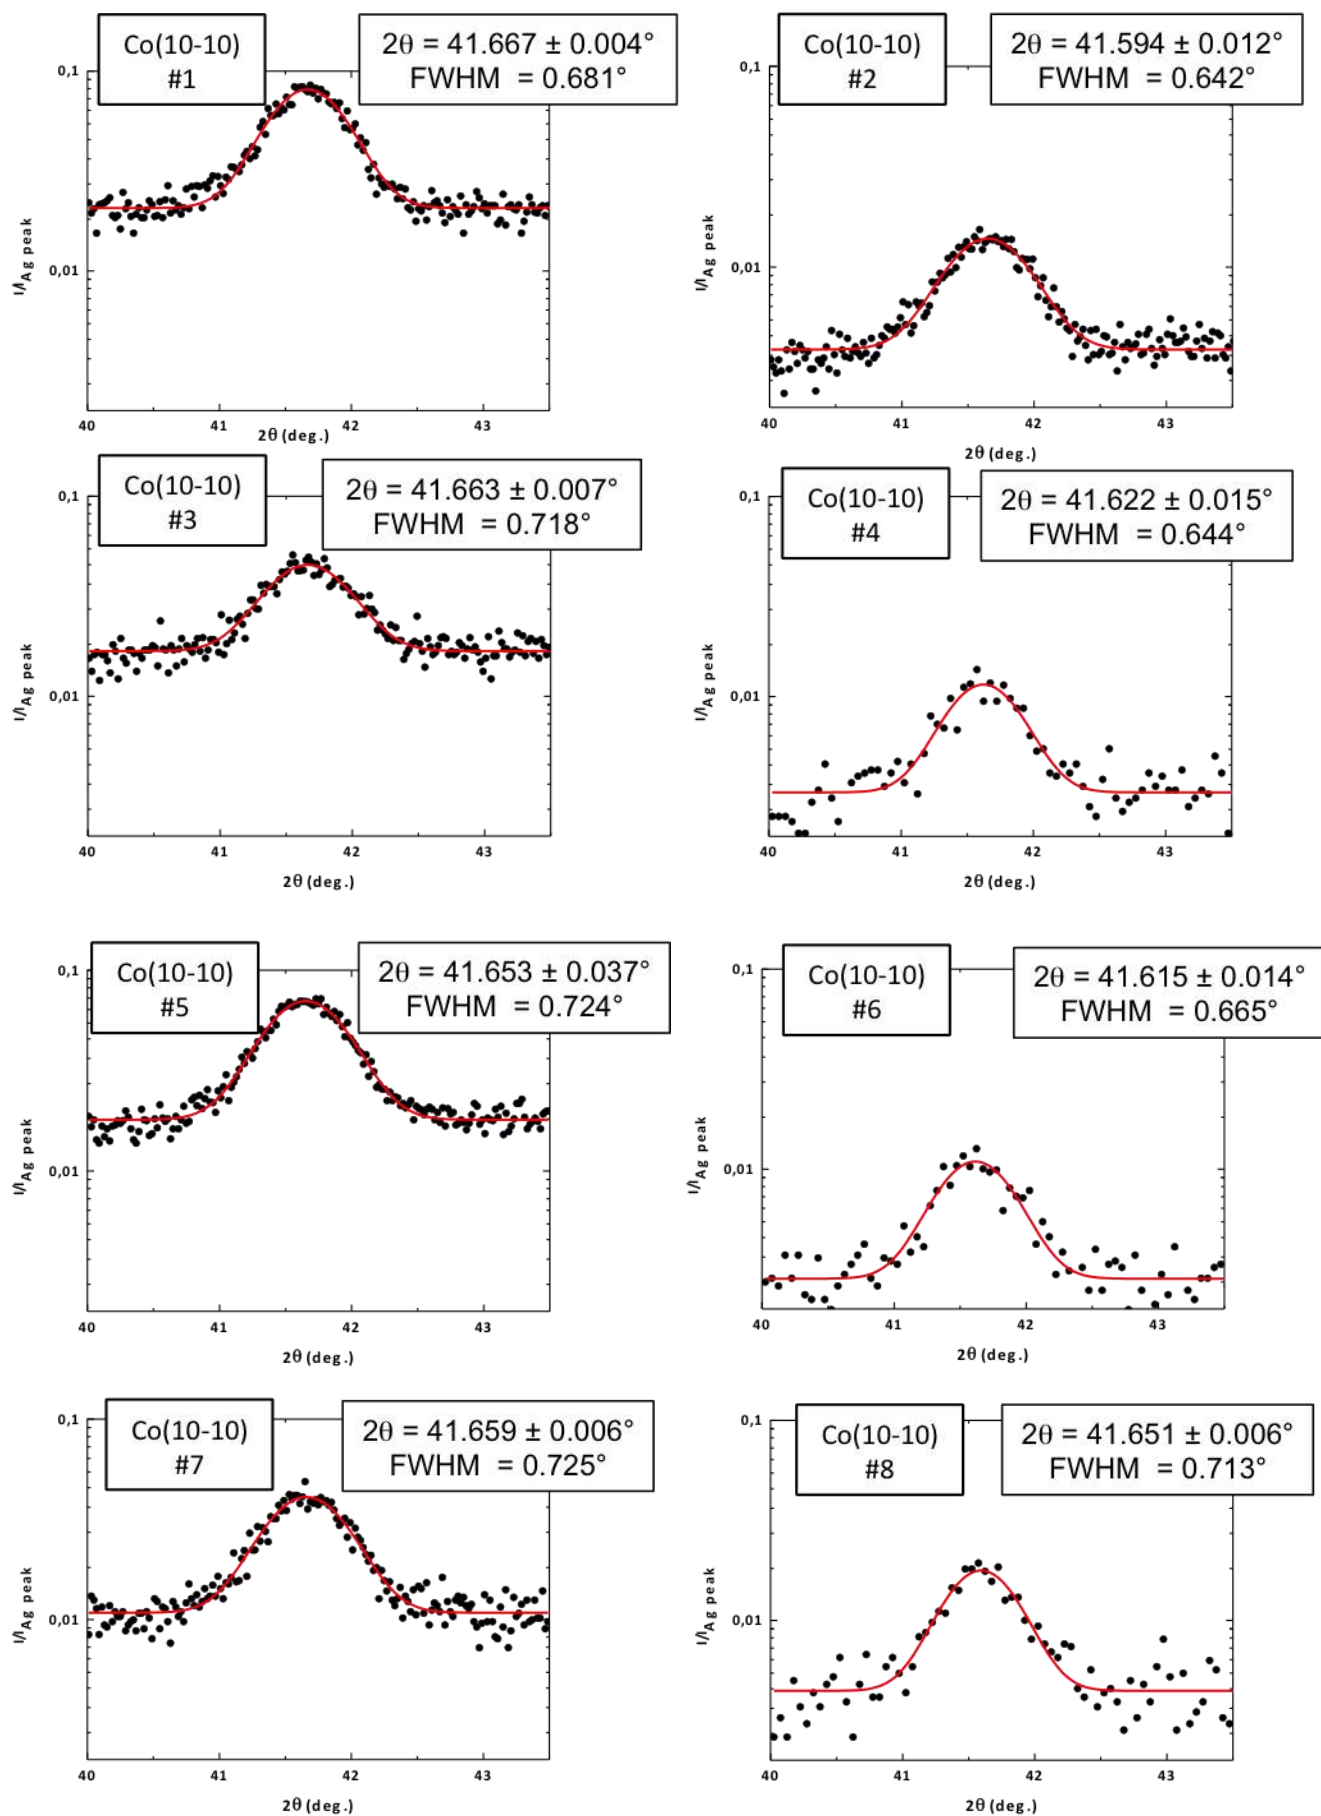 Co(10-10)
#1
2θ = 41.667 ± 0.004°
FWHM = 0.681°
0,1
0,01
I/I_Ag peak
40
41
42
43
2θ (deg.)
Co(10-10)
#2
2θ = 41.594 ± 0.012°
FWHM = 0.642°
0,1
0,01
I/I_Ag peak
40
41
42
43
2θ (deg.)
Co(10-10)
#3
2θ = 41.663 ± 0.007°
FWHM = 0.718°
0,1
0,01
I/I_Ag peak
40
41
42
43
2θ (deg.)
Co(10-10)
#4
2θ = 41.622 ± 0.015°
FWHM = 0.644°
0,1
0,01
I/I_Ag peak
40
41
42
43
2θ (deg.)
Co(10-10)
#5
2θ = 41.653 ± 0.037°
FWHM = 0.724°
0,1
0,01
I/I_Ag peak
40
41
42
43
2θ (deg.)
Co(10-10)
#6
2θ = 41.615 ± 0.014°
FWHM = 0.665°
0,1
0,01
I/I_Ag peak
40
41
42
43
2θ (deg.)
Co(10-10)
#7
2θ = 41.659 ± 0.006°
FWHM = 0.725°
0,1
0,01
I/I_Ag peak
40
41
42
43
2θ (deg.)
Co(10-10)
#8
2θ = 41.651 ± 0.006°
FWHM = 0.713°
0,1
0,01
I/I_Ag peak
40
41
42
43
2θ (deg.)